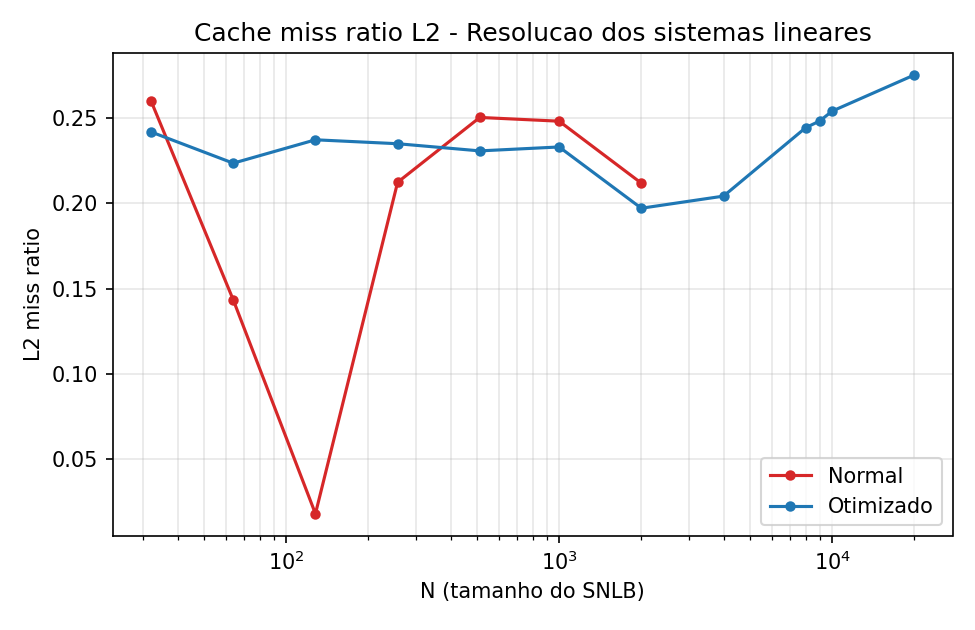 Cache miss ratio L2 - Resolucao dos sistemas lineares
L2 miss ratio
0.25
0.20
0.15
0.10
0.05
10²
10³
10⁴
N (tamanho do SNLB)
Normal
Otimizado